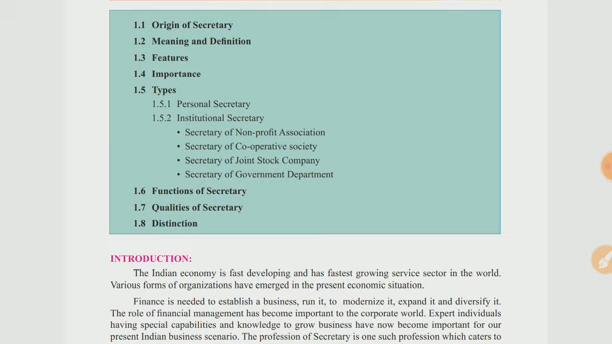 1.1 Origin of Secretary
1.2 Meaning and Definition
1.3 Features
1.4 Importance
1.5 Types
1.5.1 Personal Secretary
1.5.2 Institutional Secretary
• Secretary of Non-profit Association
• Secretary of Co-operative society
• Secretary of Joint Stock Company
• Secretary of Government Department
1.6 Functions of Secretary
1.7 Qualities of Secretary
1.8 Distinction
INTRODUCTION:
The Indian economy is fast developing and has fastest growing service sector in the world.
Various forms of organizations have emerged in the present economic situation.
Finance is needed to establish a business, run it, to modernize it, expand it and diversify it.
The role of financial management has become important to the corporate world. Expert individuals
having special capabilities and knowledge to grow business have now become important for our
present Indian business scenario. The profession of Secretary is one such profession which caters to